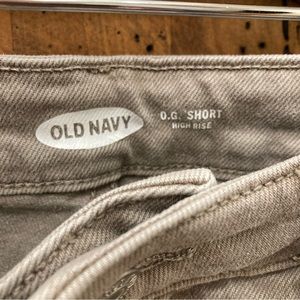 OLD NAVY
O.G. SHORT
HIGH RISE